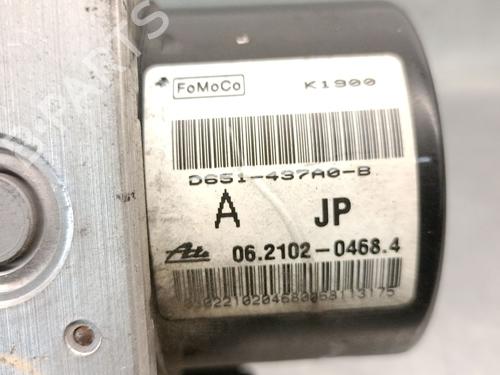 FoMoCo K1900
D651-437A0-B
A JP
Ate 06.2102-0468.4